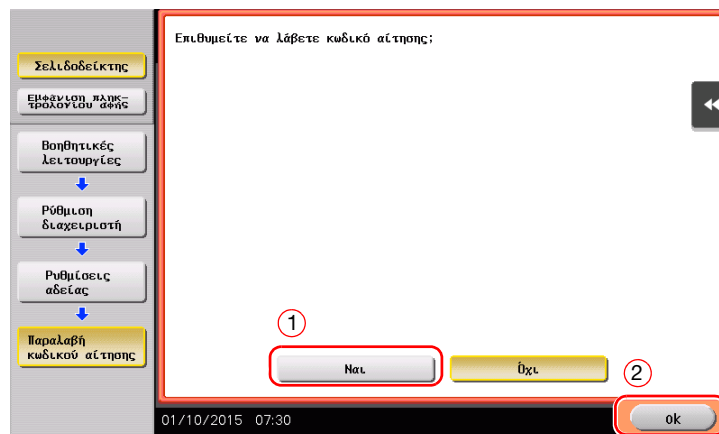 Επιθυμείτε να λάβετε κωδικό αίτησης;
Σελιδοδείκτης
Εμφάνιση πληκ-
τρολογίου αφής
Βοηθητικές
λειτουργίες
Ρύθμιση
διαχειριστή
Ρυθμίσεις
αδείας
Παραλαβή
κωδικού αίτησης
1
Ναι
Όχι
2
01/10/2015 07:30
ok